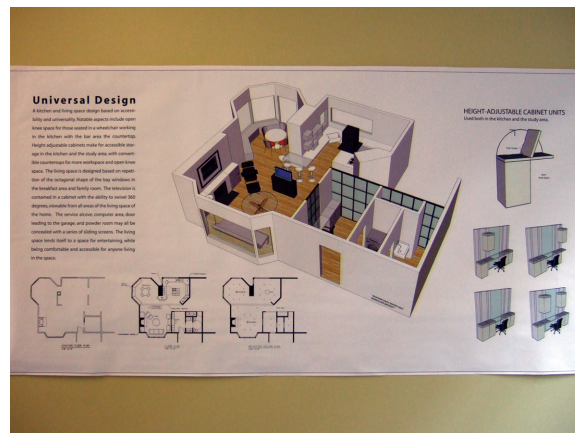 Universal Design
A kitchen and living space design based on acces-
sibility and universality. Notable aspects include open
knee space for those seated in a wheelchair working
in the kitchen with the bar area the countertop.
Height adjustable cabinets make for accessible stor-
age in the kitchen and the study area with conver-
tible countertops for more workspace and open knee
space. The living space is designed based on repeti-
tion of the octagonal shape of the bay windows in
the breakfast area and family room. The television is
contained in a cabinet with the ability to swivel 360
degrees, viewable from all areas of the living space of
the home. The service alcove, computer area, door
leading to the garage, and powder room may all be
concealed with a series of sliding screens. The living
space lends itself to a space for entertaining, while
being comfortable and accessible for anyone living
in the space.
HEIGHT-ADJUSTABLE CABINET UNITS
Used both in the kitchen and the study area.